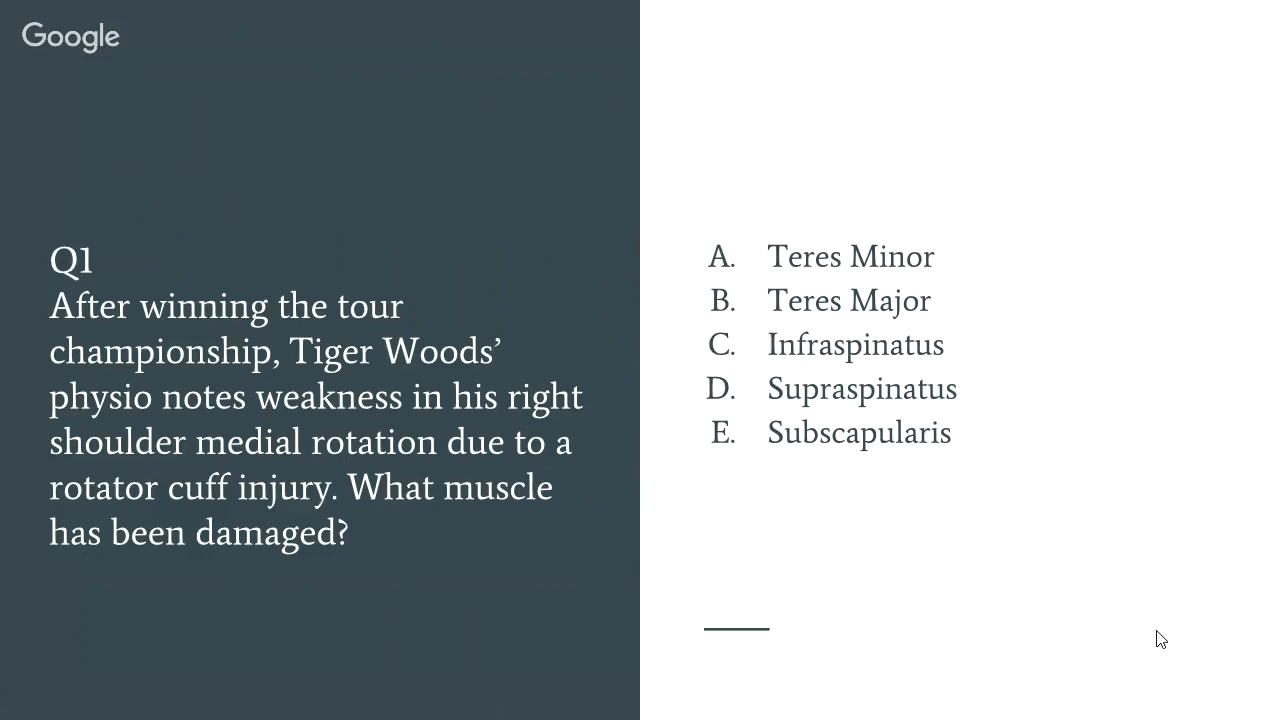 Google
Q1
After winning the tour
championship, Tiger Woods’
physio notes weakness in his right
shoulder medial rotation due to a
rotator cuff injury. What muscle
has been damaged?
A. Teres Minor
B. Teres Major
C. Infraspinatus
D. Supraspinatus
E. Subscapularis